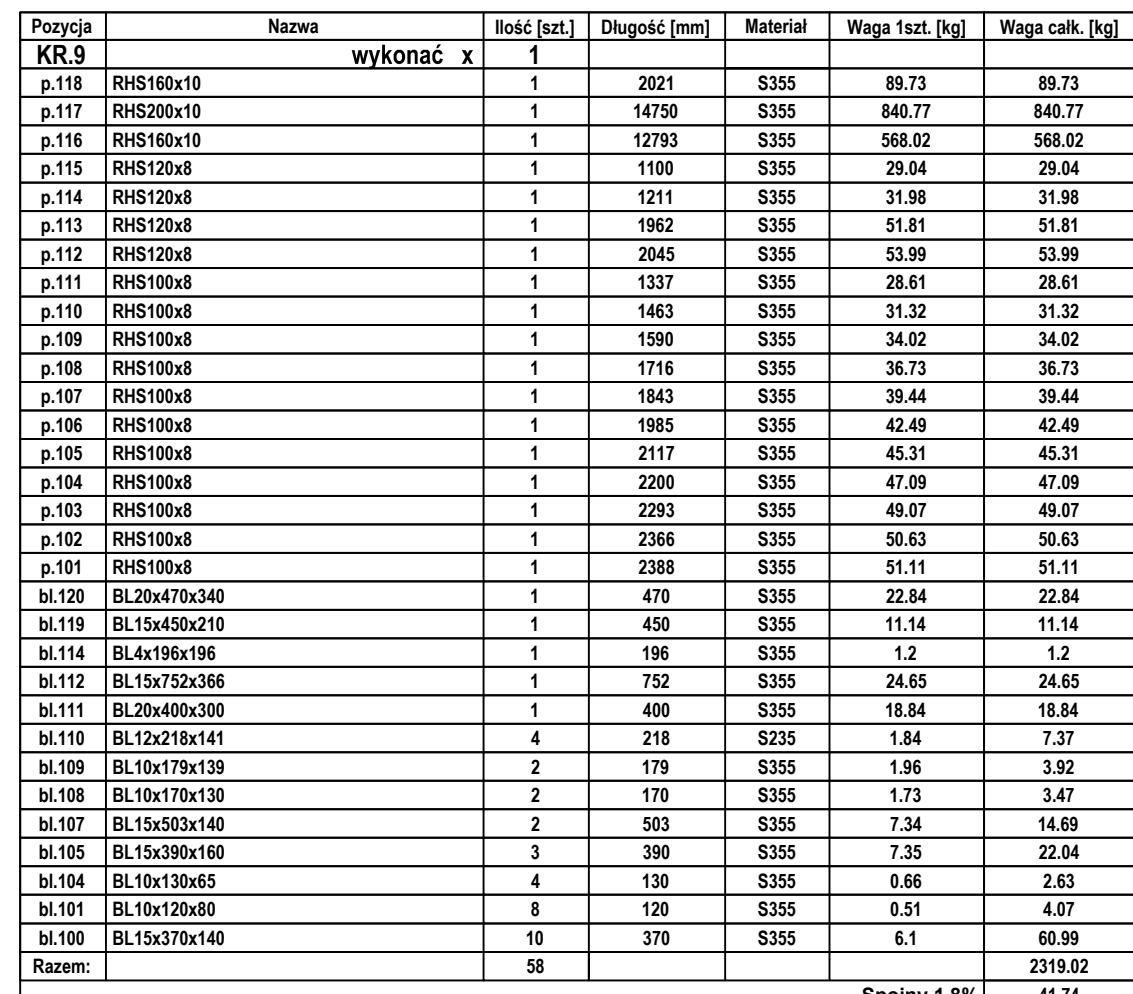 Pozycja Nazwa Ilość [szt.] Długość [mm] Materiał Waga 1szt. [kg] Waga całk. [kg]
KR.9 wykonać x 1
p.118 RHS160x10 1 2021 S355 89.73 89.73
p.117 RHS200x10 1 14750 S355 840.77 840.77
p.116 RHS160x10 1 12793 S355 568.02 568.02
p.115 RHS120x8 1 1100 S355 29.04 29.04
p.114 RHS120x8 1 1211 S355 31.98 31.98
p.113 RHS120x8 1 1962 S355 51.81 51.81
p.112 RHS120x8 1 2045 S355 53.99 53.99
p.111 RHS100x8 1 1337 S355 28.61 28.61
p.110 RHS100x8 1 1463 S355 31.32 31.32
p.109 RHS100x8 1 1590 S355 34.02 34.02
p.108 RHS100x8 1 1716 S355 36.73 36.73
p.107 RHS100x8 1 1843 S355 39.44 39.44
p.106 RHS100x8 1 1985 S355 42.49 42.49
p.105 RHS100x8 1 2117 S355 45.31 45.31
p.104 RHS100x8 1 2200 S355 47.09 47.09
p.103 RHS100x8 1 2293 S355 49.07 49.07
p.102 RHS100x8 1 2366 S355 50.63 50.63
p.101 RHS100x8 1 2388 S355 51.11 51.11
bl.120 BL20x470x340 1 470 S355 22.84 22.84
bl.119 BL15x450x210 1 450 S355 11.14 11.14
bl.114 BL4x196x196 1 196 S355 1.2 1.2
bl.112 BL15x752x366 1 752 S355 24.65 24.65
bl.111 BL20x400x300 1 400 S355 18.84 18.84
bl.110 BL12x218x141 4 218 S235 1.84 7.37
bl.109 BL10x179x139 2 179 S355 1.96 3.92
bl.108 BL10x170x130 2 170 S355 1.73 3.47
bl.107 BL15x503x140 2 503 S355 7.34 14.69
bl.105 BL15x390x160 3 390 S355 7.35 22.04
bl.104 BL10x130x65 4 130 S355 0.66 2.63
bl.101 BL10x120x80 8 120 S355 0.51 4.07
bl.100 BL15x370x140 10 370 S355 6.1 60.99
Razem: 58 2319.02
Spoiny 1.8% 41.74